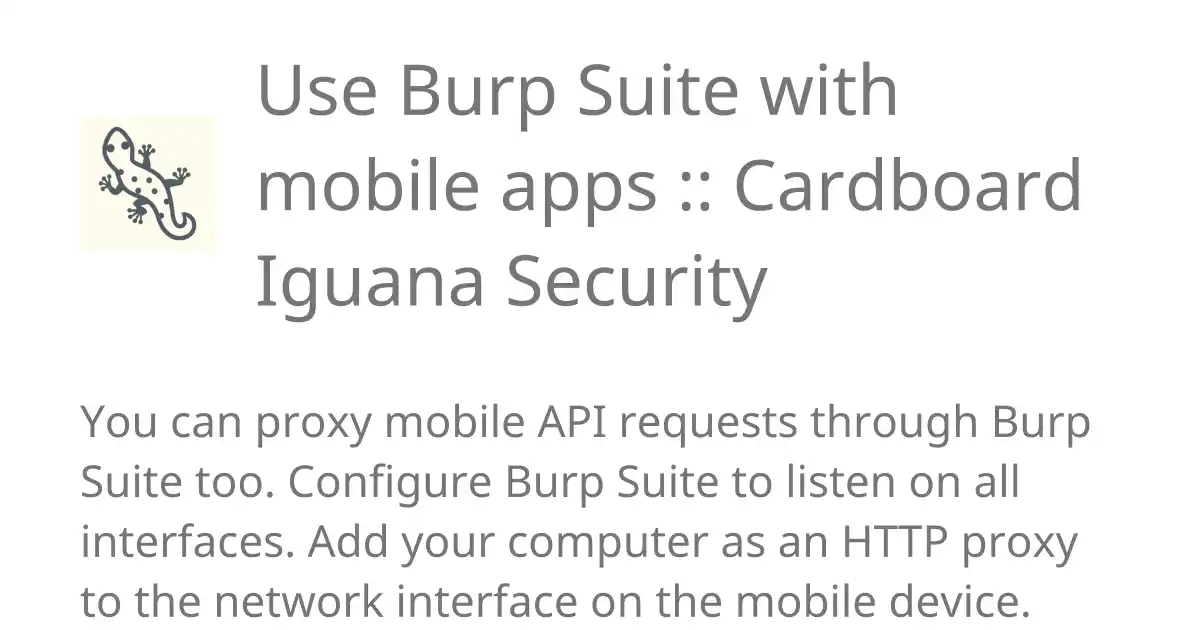 Use Burp Suite with
mobile apps :: Cardboard
Iguana Security
You can proxy mobile API requests through Burp
Suite too. Configure Burp Suite to listen on all
interfaces. Add your computer as an HTTP proxy
to the network interface on the mobile device.